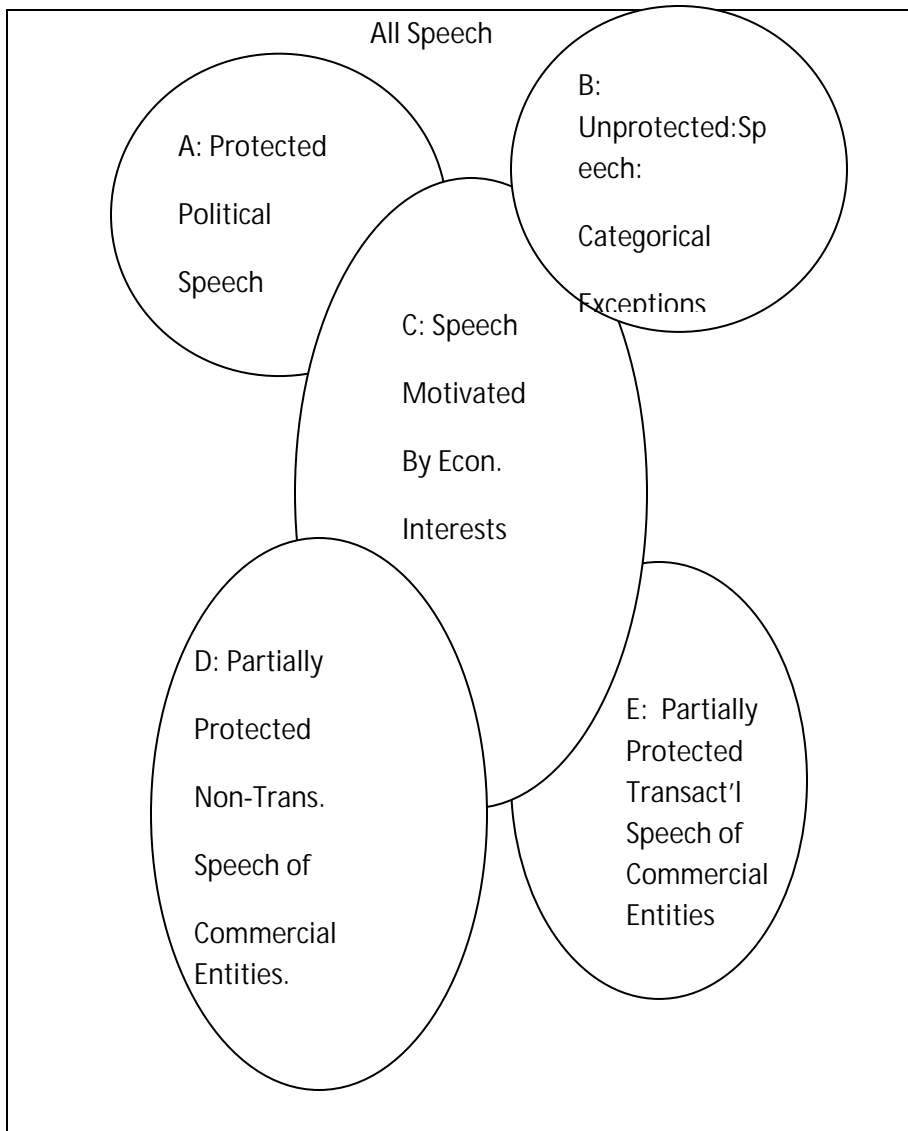 All Speech
A: Protected
Political
Speech
B:
Unprotected:Sp
eech:
Categorical
Exceptions
C: Speech
Motivated
By Econ.
Interests
D: Partially
Protected
Non-Trans.
Speech of
Commercial
Entities.
E:  Partially
Protected
Transact’l
Speech of
Commercial
Entities